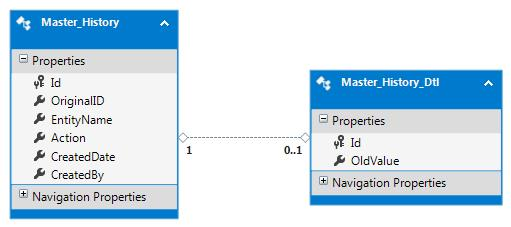 Master_History
Properties
Id
OriginalID
EntityName
Action
CreatedDate
CreatedBy
Navigation Properties
1
0..1
Master_History_Dtl
Properties
Id
OldValue
Navigation Properties